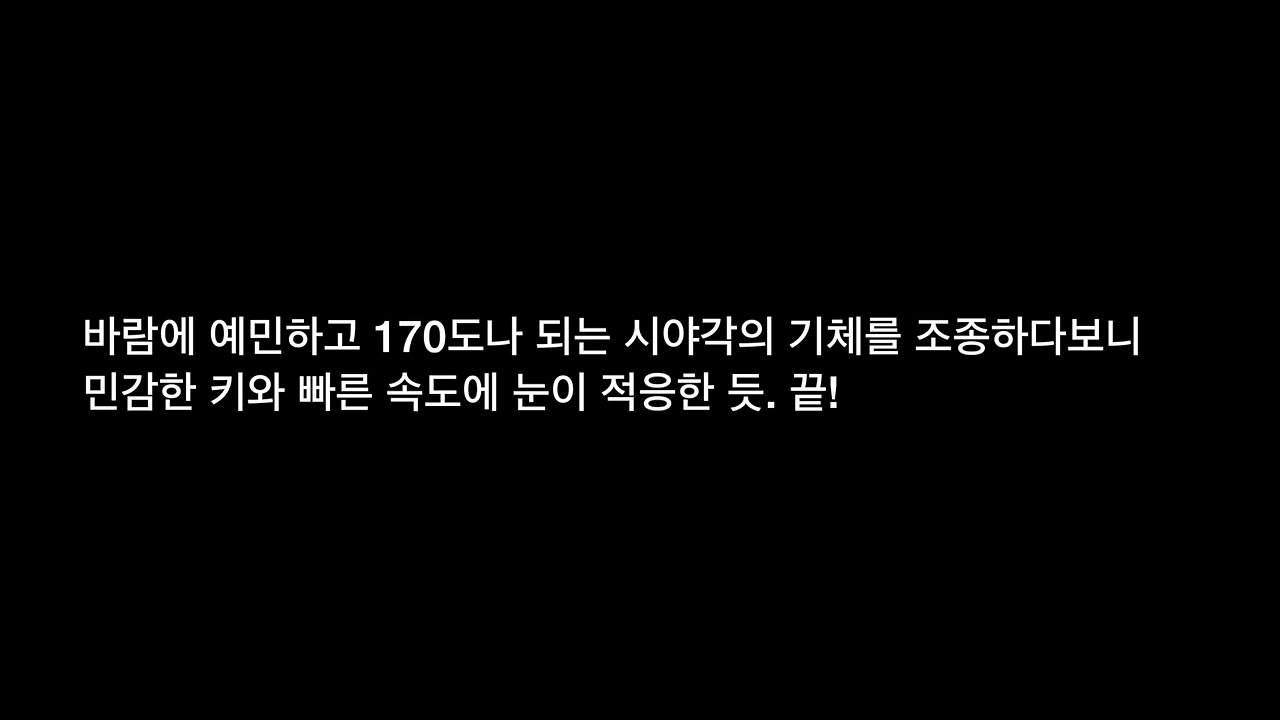 바람에 예민하고 170도나 되는 시야각의 기체를 조종하다보니
민감한 키와 빠른 속도에 눈이 적응한 듯. 끝!